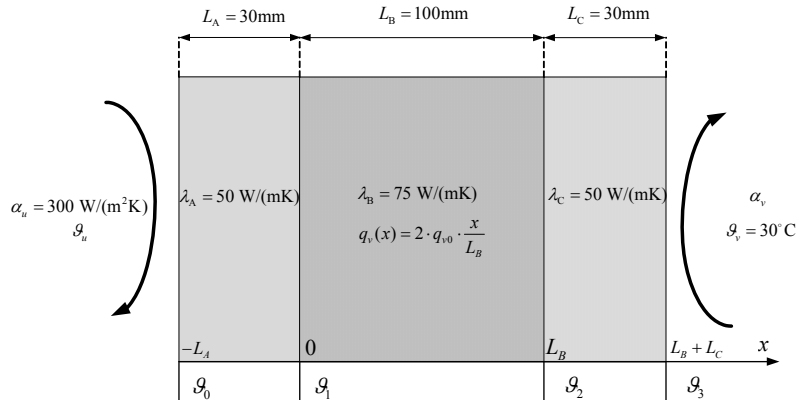 L_A = 30mm L_B = 100mm L_C = 30mm
λ_A = 50 W/(mK) λ_B = 75 W/(mK) λ_C = 50 W/(mK)
α_u = 300 W/(m²K) α_v
ϑ_u q_v(x) = 2 · q_v0 · x/L_B ϑ_v = 30°C
−L_A 0 L_B L_B + L_C x
ϑ_0 ϑ_1 ϑ_2 ϑ_3